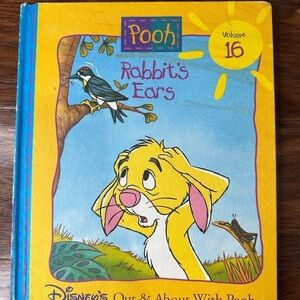 Pooh
Volume
16
Rabbit's
Ears
Disney's Out & About With Pooh